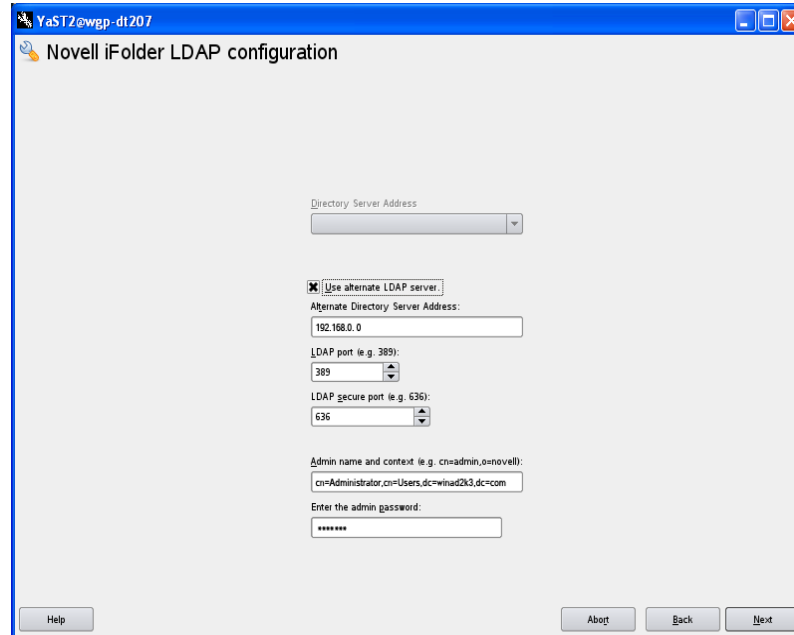 YaST2@wgp-dt207
Novell iFolder LDAP configuration
Directory Server Address
Use alternate LDAP server.
Alternate Directory Server Address:
192.168.0. 0
LDAP port (e.g. 389):
389
LDAP secure port (e.g. 636):
636
Admin name and context (e.g. cn=admin,o=novell):
cn=Administrator,cn=Users,dc=winad2k3,dc=com
Enter the admin password:
*******
Help Abort Back Next